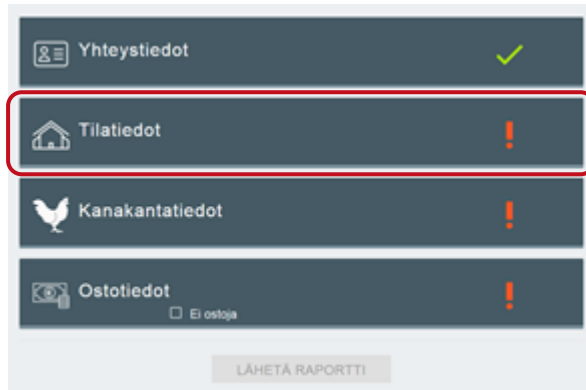 Yhteystiedot
Tilatiedot
Kanakantatiedot
Ostotiedot
Ei ostoja
LÄHETÄ RAPORTTI